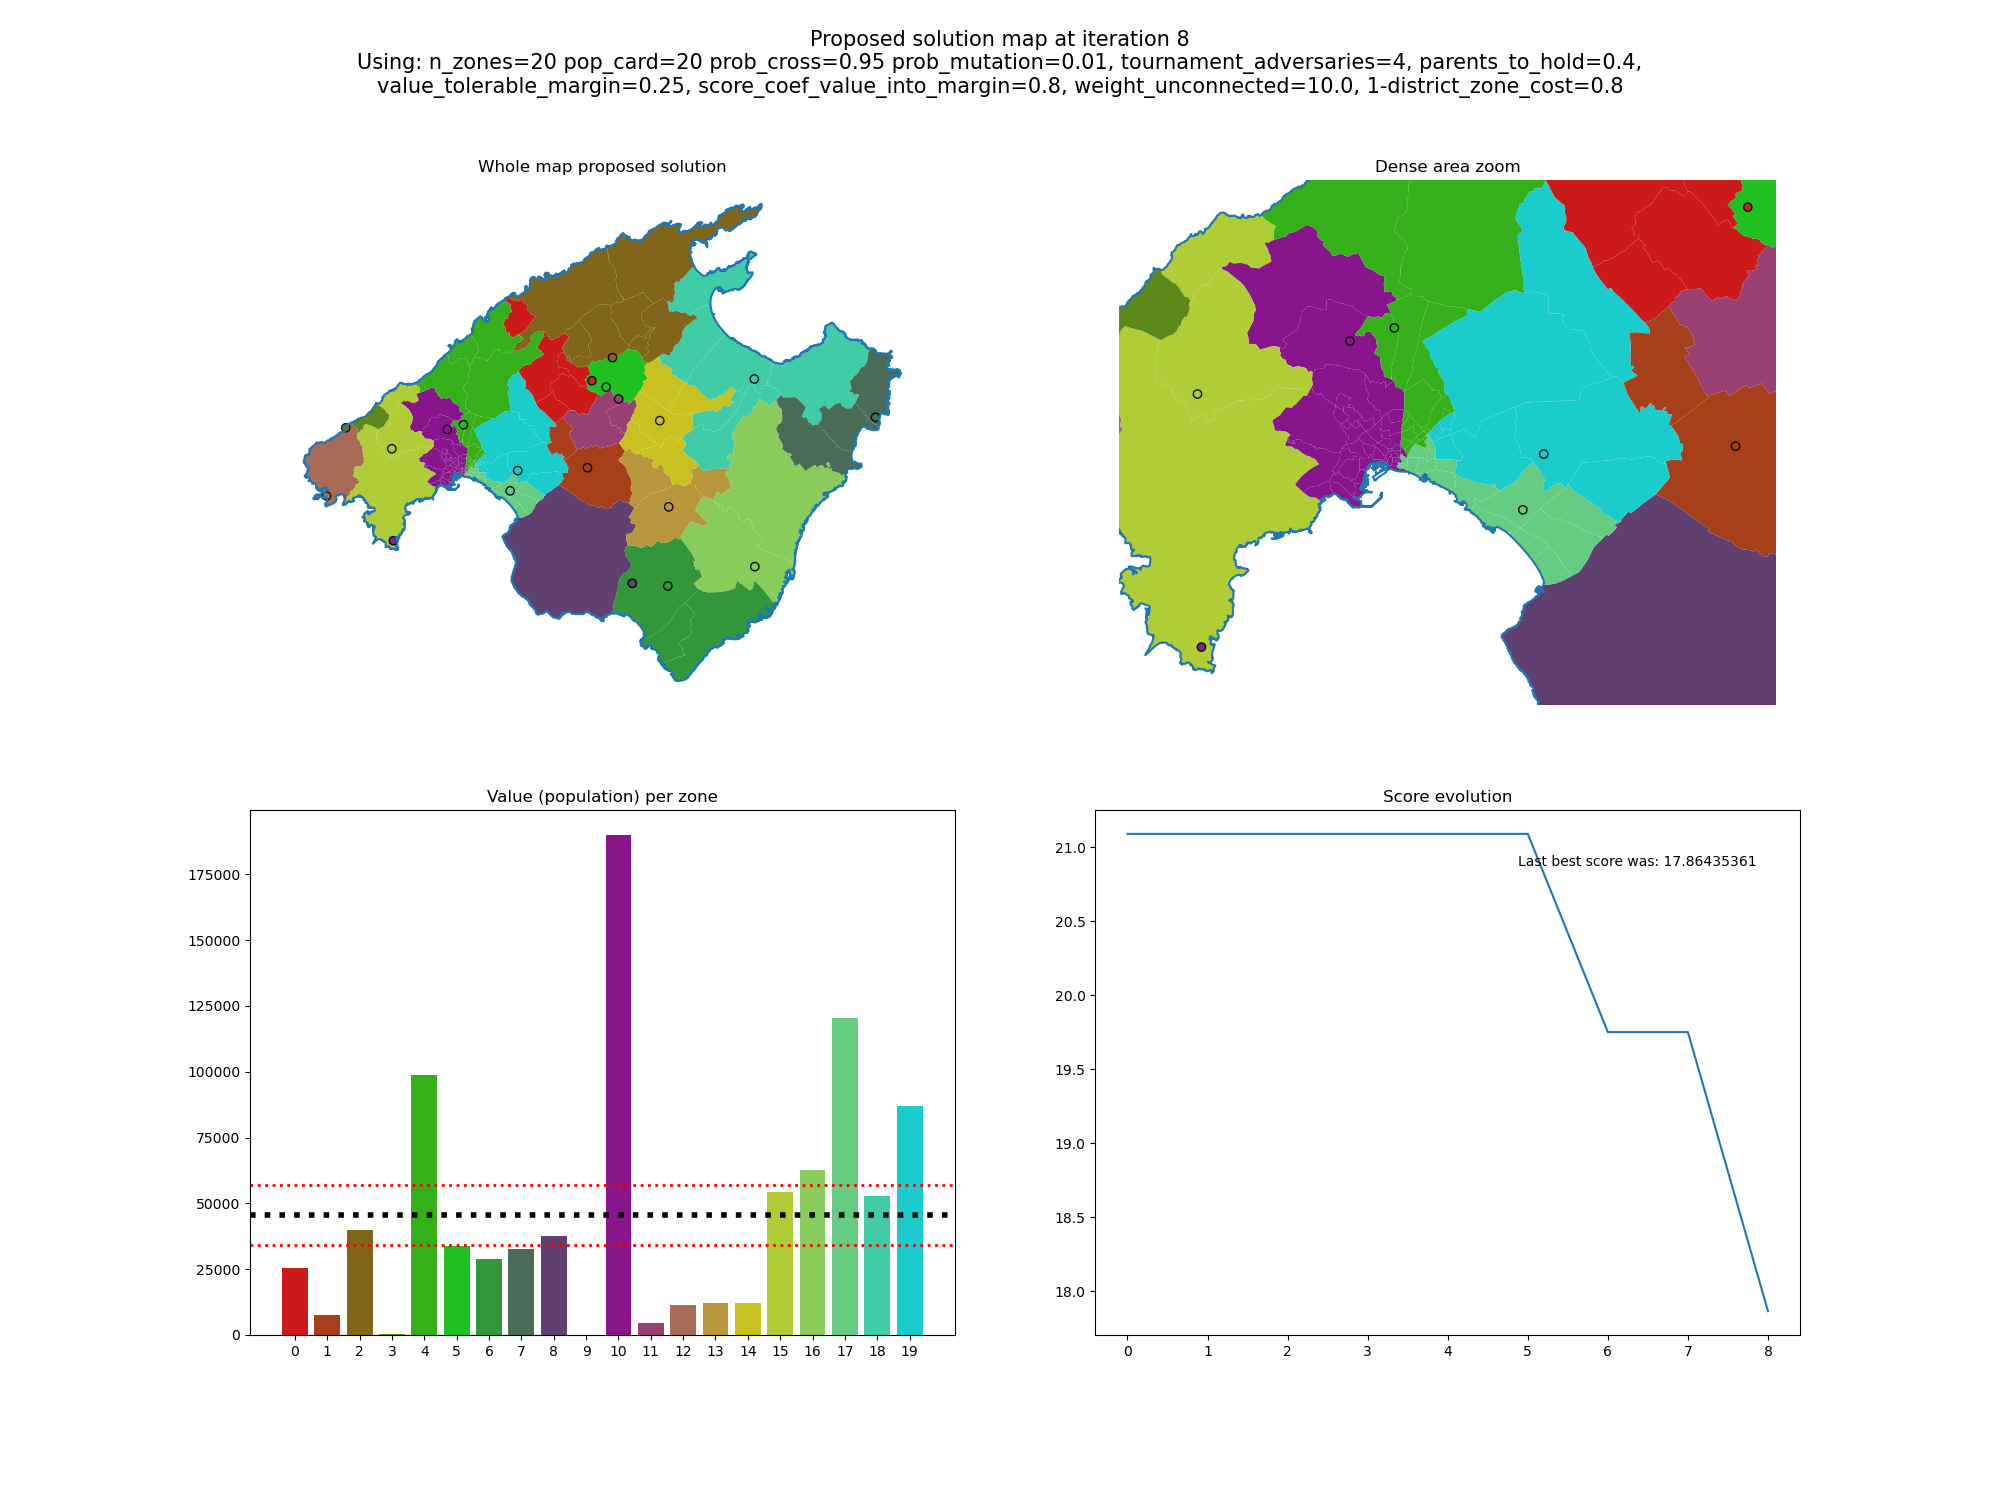 Proposed solution map at iteration 8
Using: n_zones=20 pop_card=20 prob_cross=0.95 prob_mutation=0.01, tournament_adversaries=4, parents_to_hold=0.4,
value_tolerable_margin=0.25, score_coef_value_into_margin=0.8, weight_unconnected=10.0, 1-district_zone_cost=0.8
Whole map proposed solution
Dense area zoom
Value (population) per zone
175000
150000
125000
100000
75000
50000
25000
0
0 1 2 3 4 5 6 7 8 9 10 11 12 13 14 15 16 17 18 19
Score evolution
Last best score was: 17.86435361
21.0
20.5
20.0
19.5
19.0
18.5
18.0
0 1 2 3 4 5 6 7 8